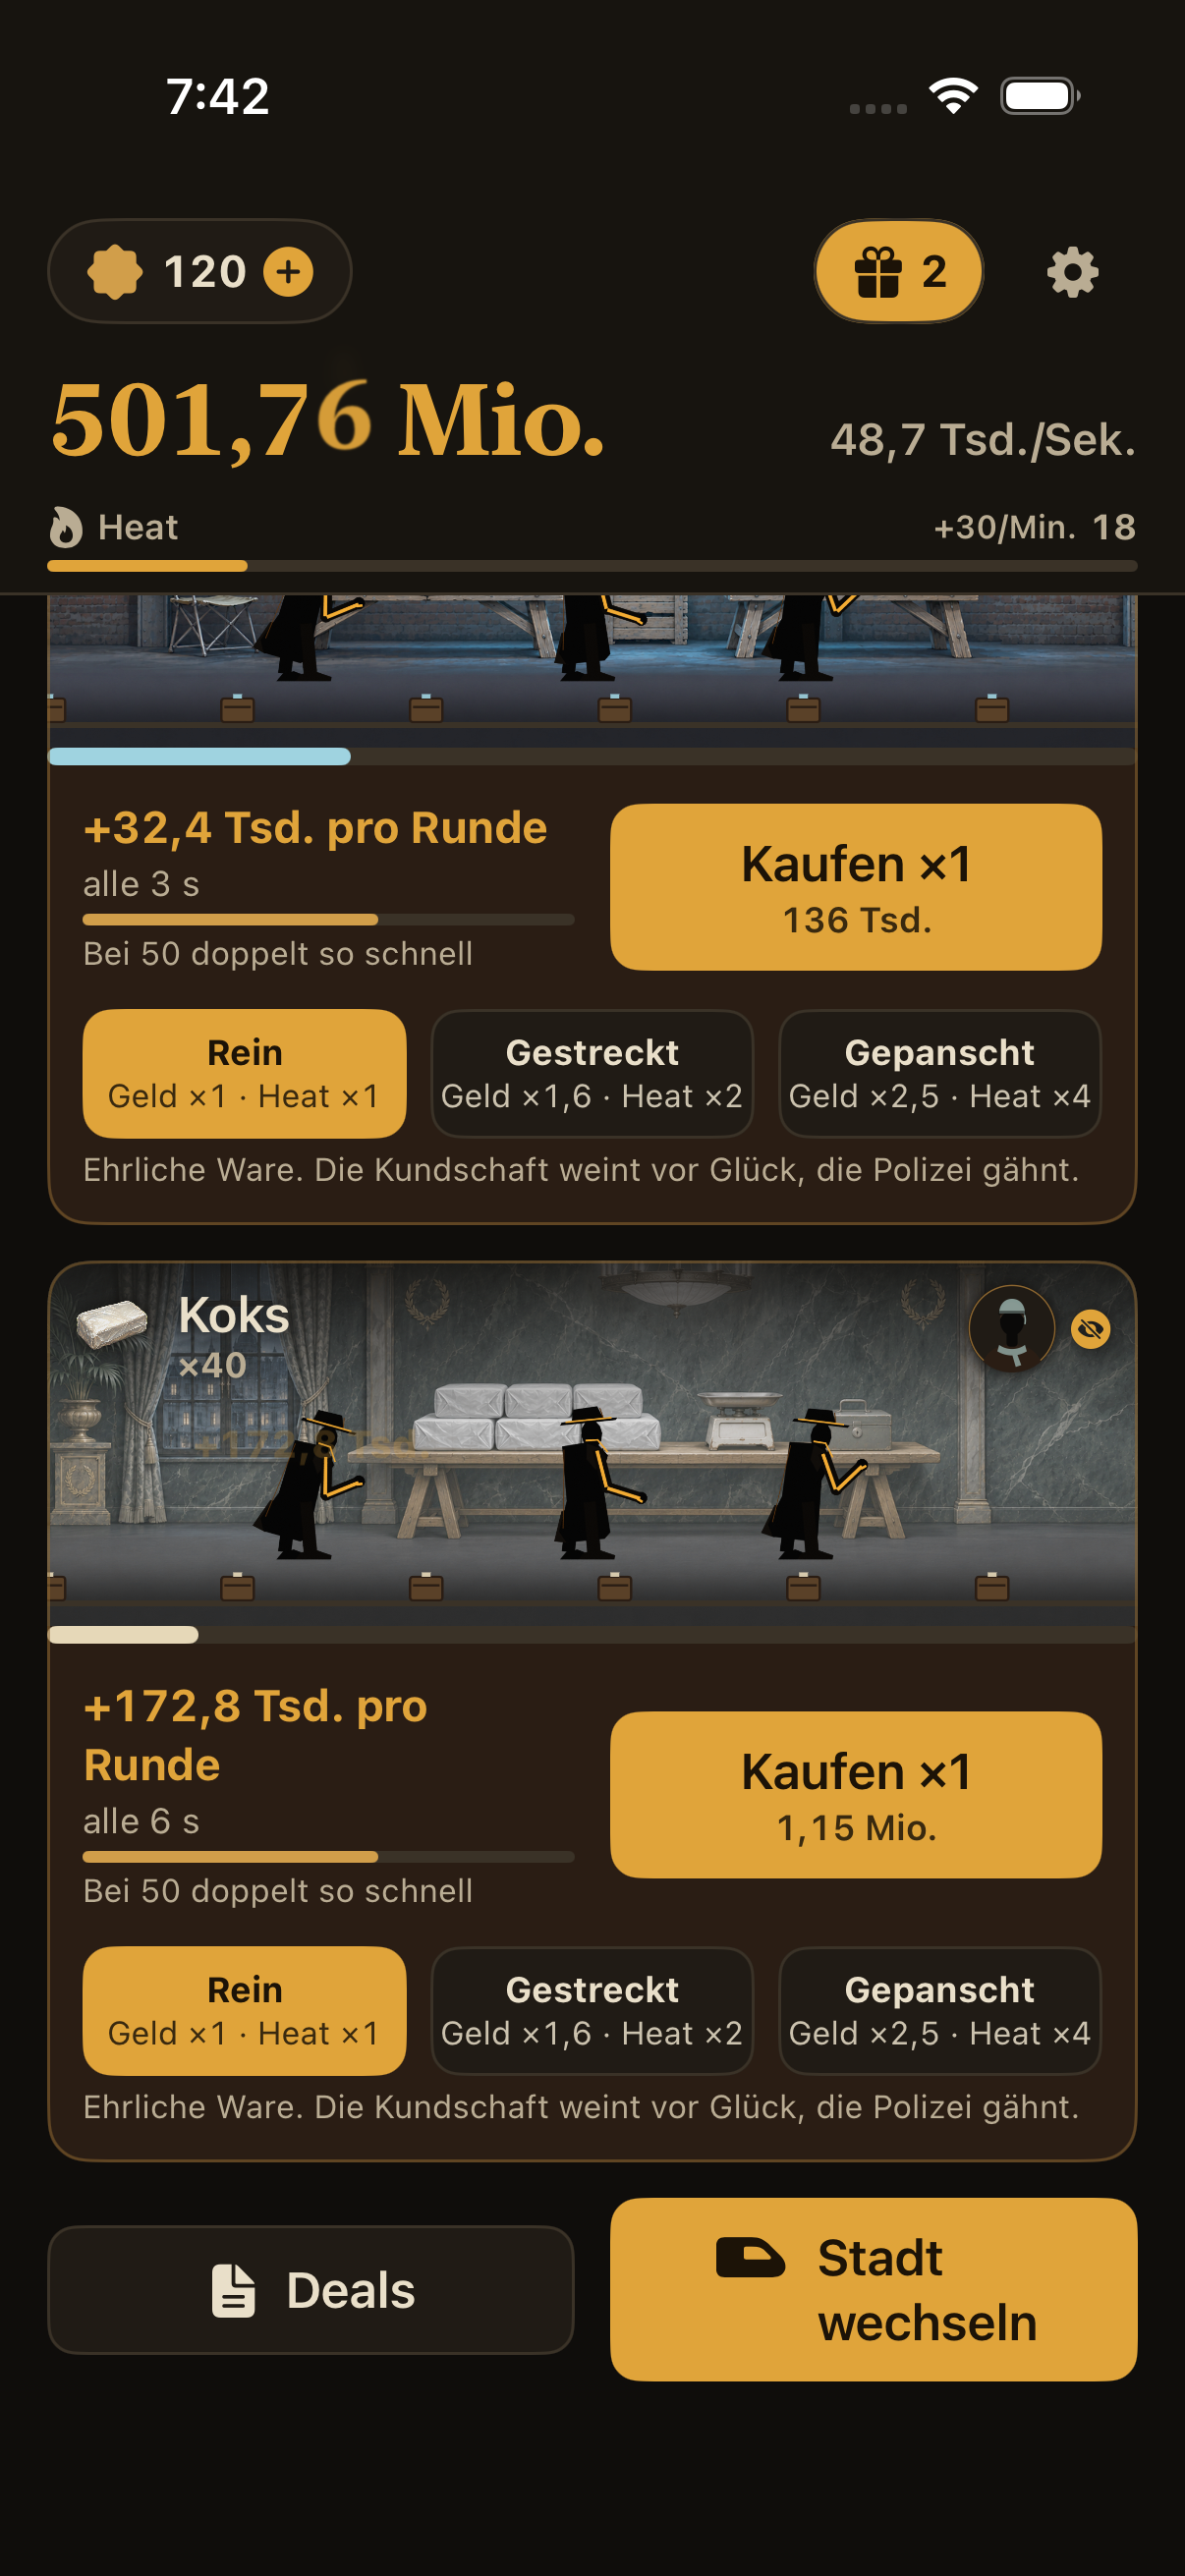 7:42
120
2
501,76 Mio.
48,7 Tsd./Sek.
Heat
+30/Min. 18
+32,4 Tsd. pro Runde
alle 3 s
Bei 50 doppelt so schnell
Kaufen ×1
136 Tsd.
Rein
Geld ×1 · Heat ×1
Gestreckt
Geld ×1,6 · Heat ×2
Gepanscht
Geld ×2,5 · Heat ×4
Ehrliche Ware. Die Kundschaft weint vor Glück, die Polizei gähnt.
Koks
×40
+172,8 Tsd.
+172,8 Tsd. pro
Runde
alle 6 s
Bei 50 doppelt so schnell
Kaufen ×1
1,15 Mio.
Rein
Geld ×1 · Heat ×1
Gestreckt
Geld ×1,6 · Heat ×2
Gepanscht
Geld ×2,5 · Heat ×4
Ehrliche Ware. Die Kundschaft weint vor Glück, die Polizei gähnt.
Deals
Stadt
wechseln